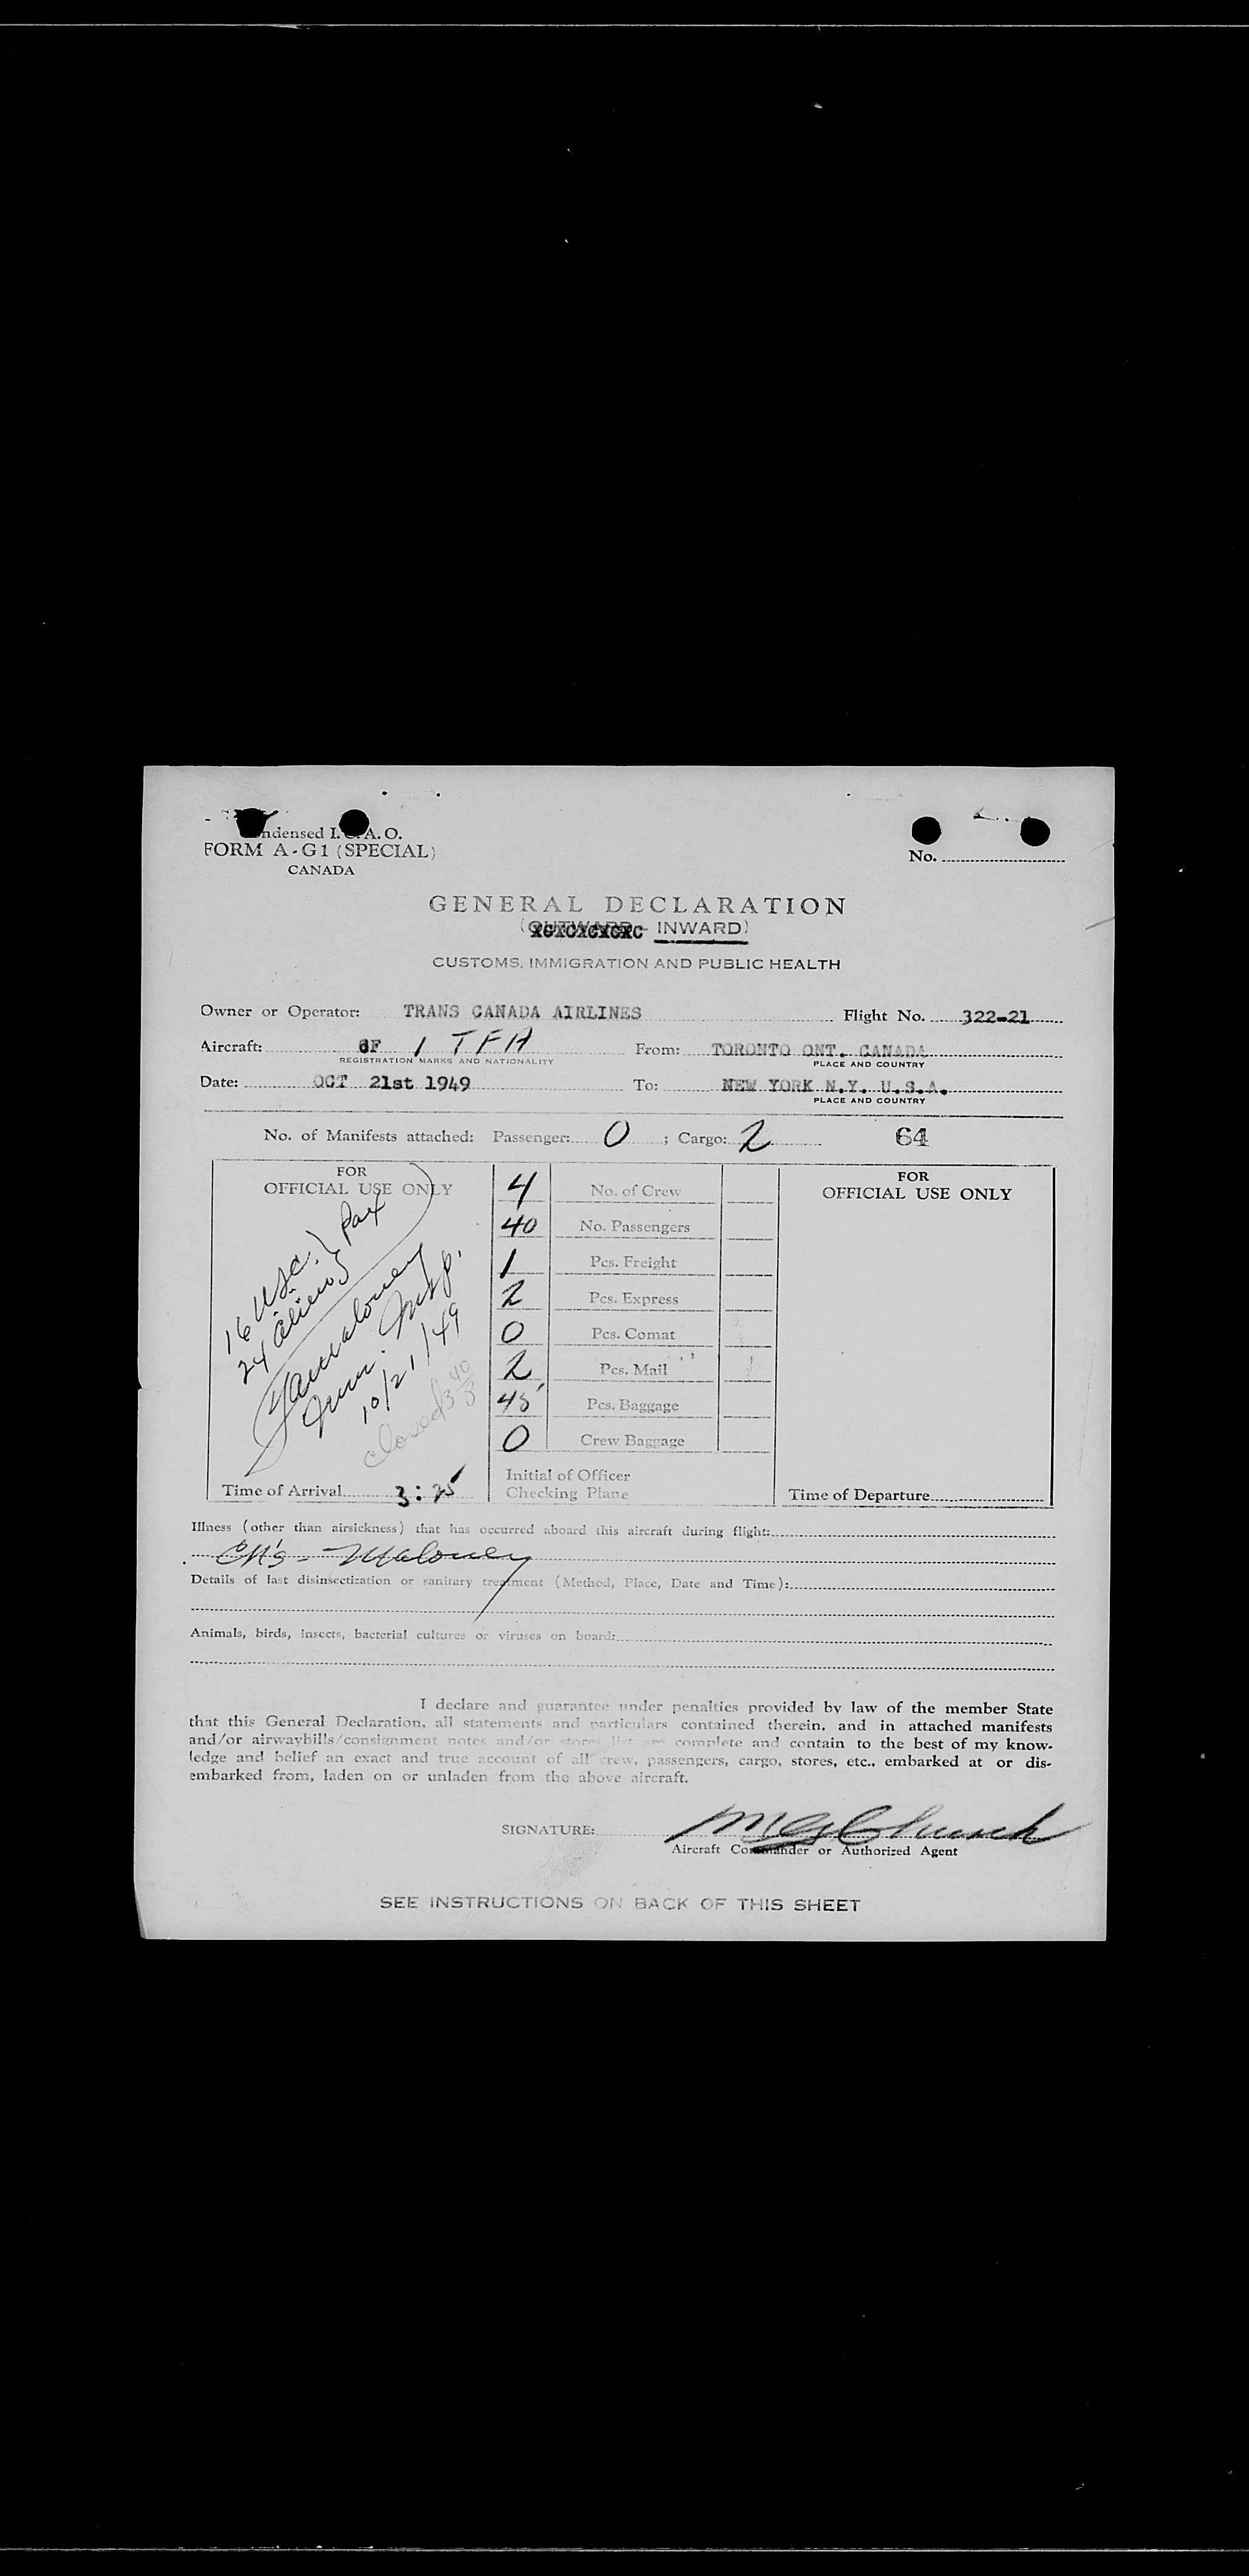 Condensed I.C.A.O.
FORM A-G1 (SPECIAL)
CANADA
No.
GENERAL DECLARATION
(OUTWARD - INWARD)
CUSTOMS, IMMIGRATION AND PUBLIC HEALTH
Owner or Operator: TRANS CANADA AIRLINES Flight No. 322-21
Aircraft: CF / TFA From: TORONTO ONT. CANADA
REGISTRATION MARKS AND NATIONALITY PLACE AND COUNTRY
Date: OCT 21st 1949 To: NEW YORK N.Y. U.S.A.
PLACE AND COUNTRY
No. of Manifests attached: Passenger: 0 ; Cargo: 2 64
FOR
OFFICIAL USE ONLY
16 USC. } Pax
24 aliens
Maloney
Imm. Insp.
10/21/49
closed 3 40
Time of Arrival 3:25
4 No. of Crew
40 No. Passengers
1 Pcs. Freight
2 Pcs. Express
0 Pcs. Comat
2 Pcs. Mail
45 Pcs. Baggage
0 Crew Baggage
Initial of Officer
Checking Plane
FOR
OFFICIAL USE ONLY
Time of Departure
Illness (other than airsickness) that has occurred aboard this aircraft during flight:
- Maloney
Details of last disinsectization or sanitary treatment (Method, Place, Date and Time):
Animals, birds, insects, bacterial cultures or viruses on board:
I declare and guarantee under penalties provided by law of the member State
that this General Declaration, all statements and particulars contained therein, and in attached manifests
and/or airwaybills/consignment notes and/or stores list are complete and contain to the best of my know-
ledge and belief an exact and true account of all crew, passengers, cargo, stores, etc., embarked at or dis-
embarked from, laden on or unladen from the above aircraft.
SIGNATURE:
Aircraft Commander or Authorized Agent
SEE INSTRUCTIONS ON BACK OF THIS SHEET